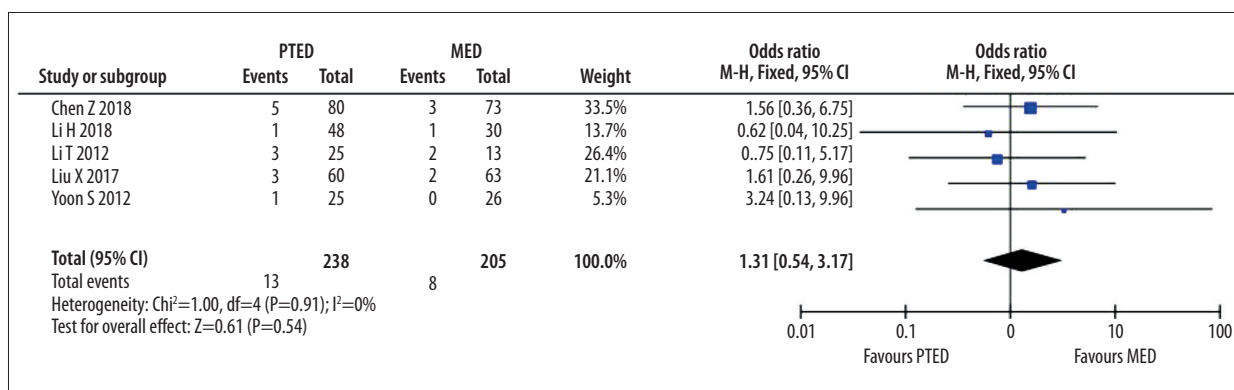 PTED MED Odds ratio Odds ratio
Study or subgroup Events Total Events Total Weight M-H, Fixed, 95% CI M-H, Fixed, 95% CI
Chen Z 2018 5 80 3 73 33.5% 1.56 [0.36, 6.75]
Li H 2018 1 48 1 30 13.7% 0.62 [0.04, 10.25]
Li T 2012 3 25 2 13 26.4% 0..75 [0.11, 5.17]
Liu X 2017 3 60 2 63 21.1% 1.61 [0.26, 9.96]
Yoon S 2012 1 25 0 26 5.3% 3.24 [0.13, 9.96]
Total (95% CI) 238 205 100.0% 1.31 [0.54, 3.17]
Total events 13 8
Heterogeneity: Chi²=1.00, df=4 (P=0.91); I²=0%
Test for overall effect: Z=0.61 (P=0.54)
0.01 0.1 0 10 100
Favours PTED Favours MED